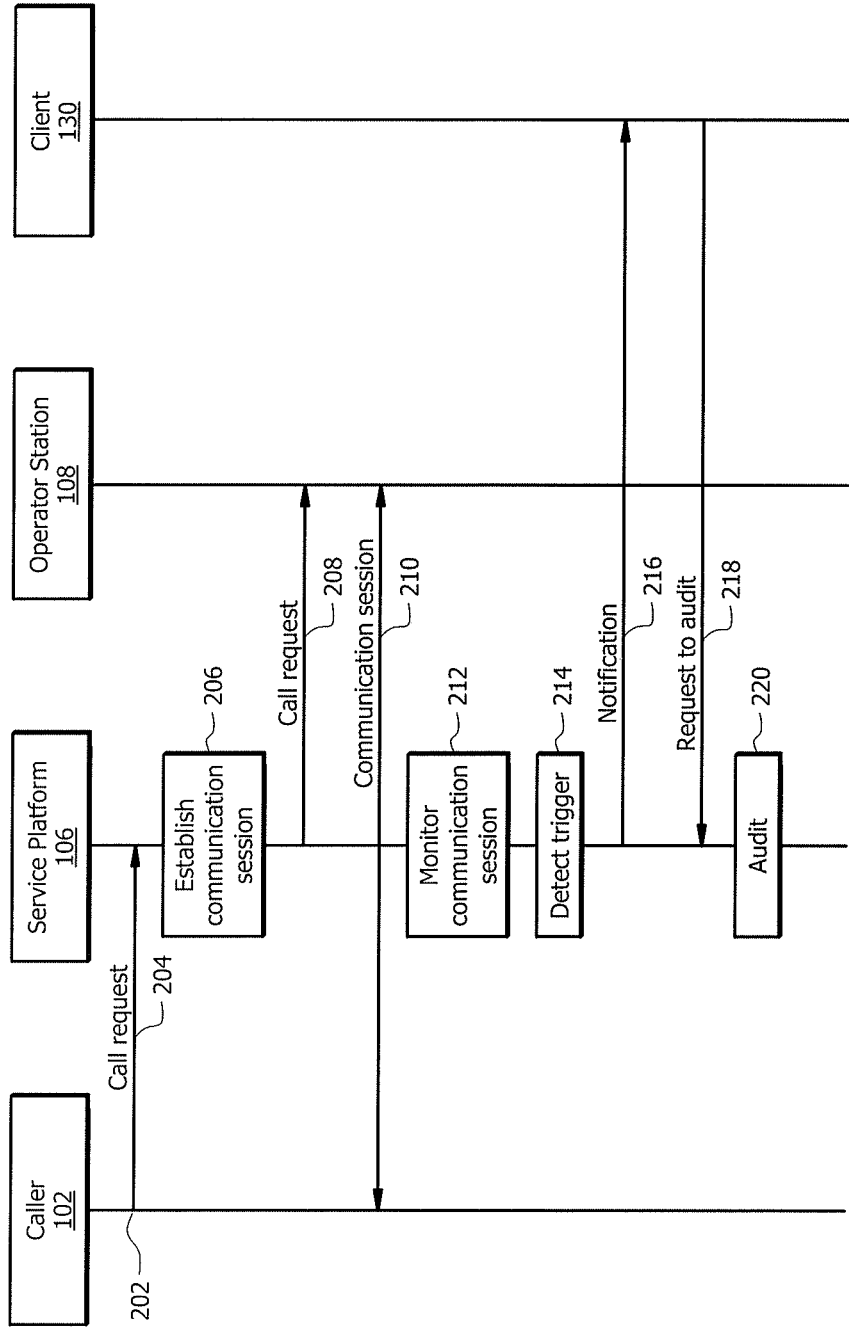 Caller
102
Service Platform
106
Operator Station
108
Client
130
202
Call request
204
Establish
communication
session
206
Call request
208
Communication session
210
Monitor
communication
session
212
Detect trigger
214
Notification
216
Request to audit
218
Audit
220